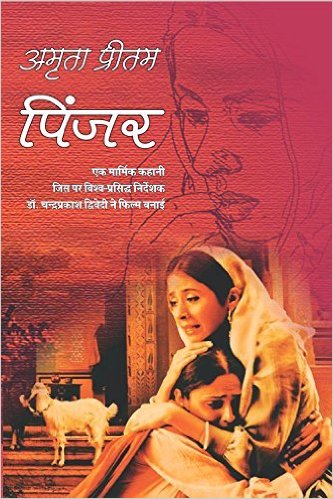 अमृता प्रीतम
पिंजर
एक मार्मिक कहानी
जिस पर विश्व-प्रसिद्ध निर्देशक
डॉ. चन्द्रप्रकाश द्विवेदी ने फिल्म बनाई